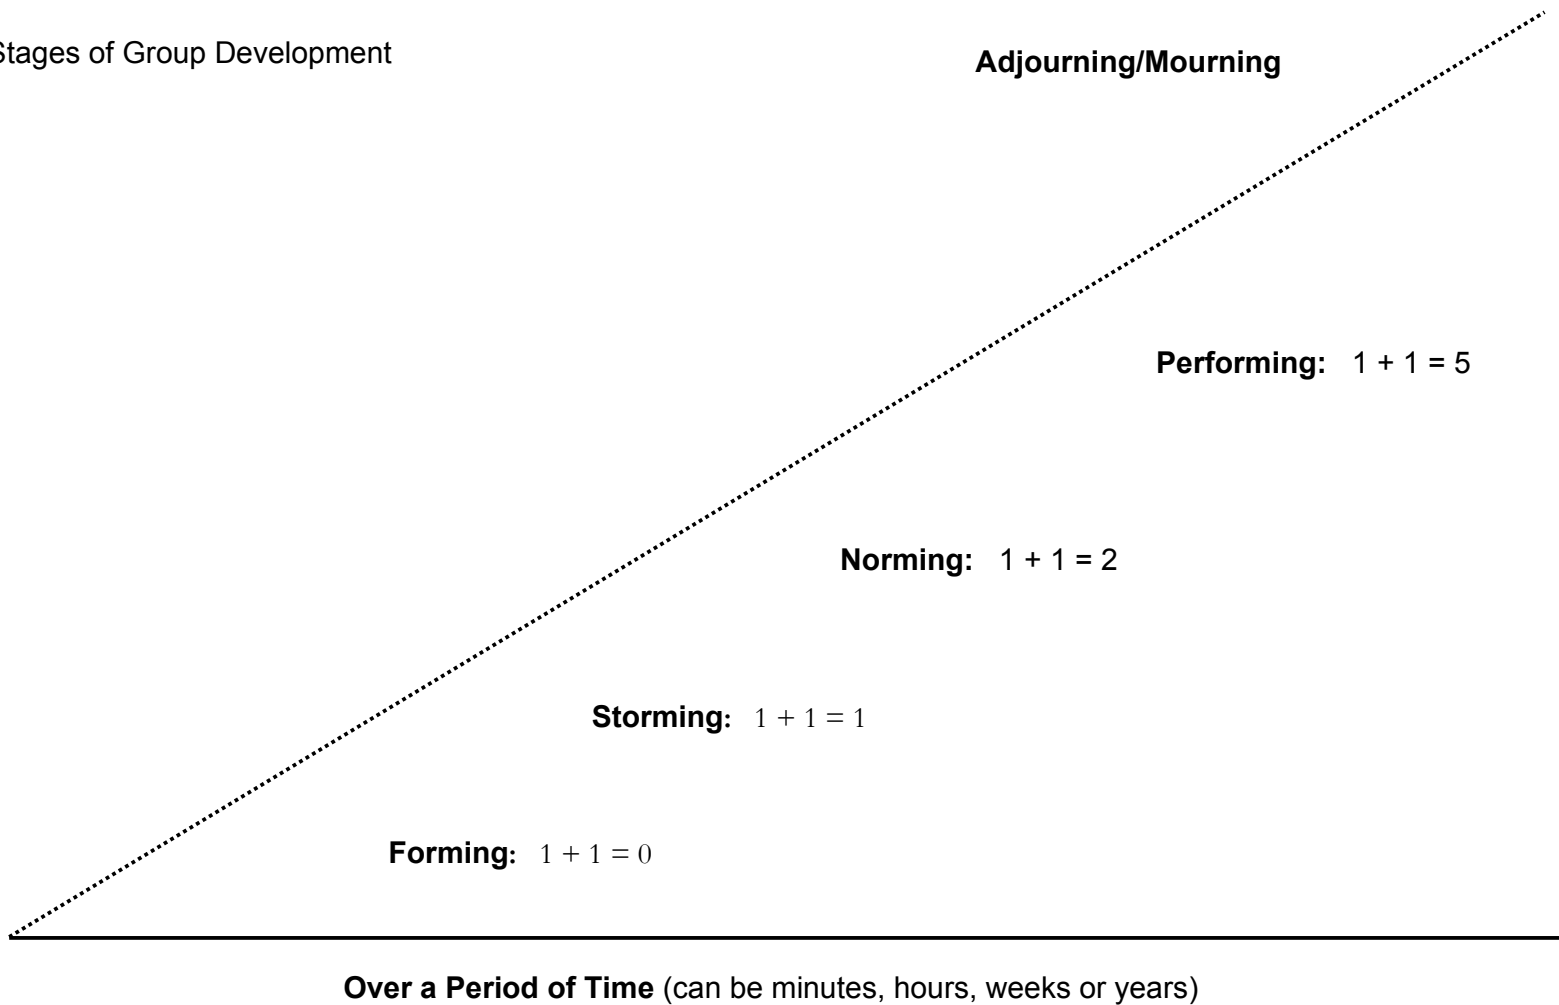 Stages of Group Development
Adjourning/Mourning
Performing: 1 + 1 = 5
Norming: 1 + 1 = 2
Storming: 1 + 1 = 1
Forming: 1 + 1 = 0
Over a Period of Time (can be minutes, hours, weeks or years)